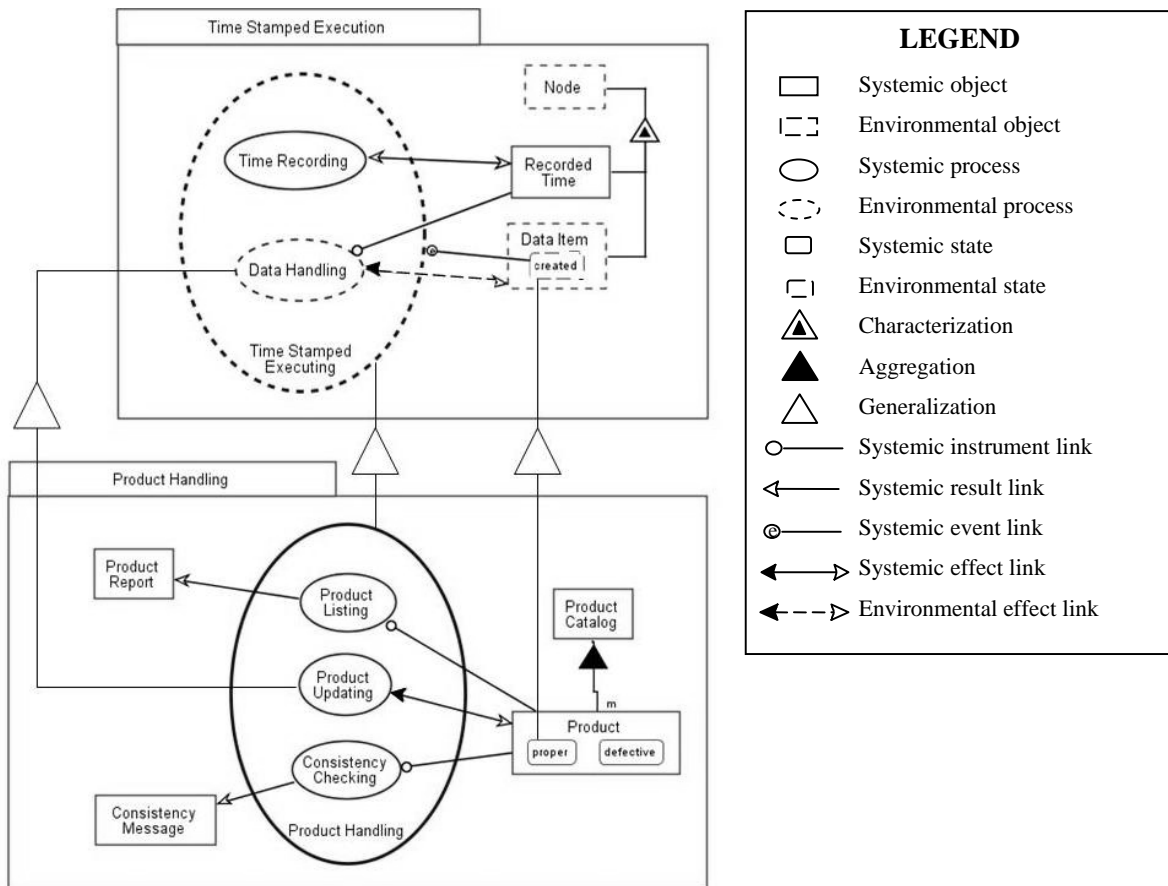 Time Stamped Execution
Node
Time Recording
Recorded
Time
Data Item
created
Data Handling
e
Time Stamped
Executing
Product Handling
Product
Report
Product
Listing
Product
Catalog
Product
Updating
m
Product
proper
defective
Consistency
Checking
Consistency
Message
Product Handling
LEGEND
Systemic object
Environmental object
Systemic process
Environmental process
Systemic state
Environmental state
Characterization
Aggregation
Generalization
Systemic instrument link
Systemic result link
e Systemic event link
Systemic effect link
Environmental effect link